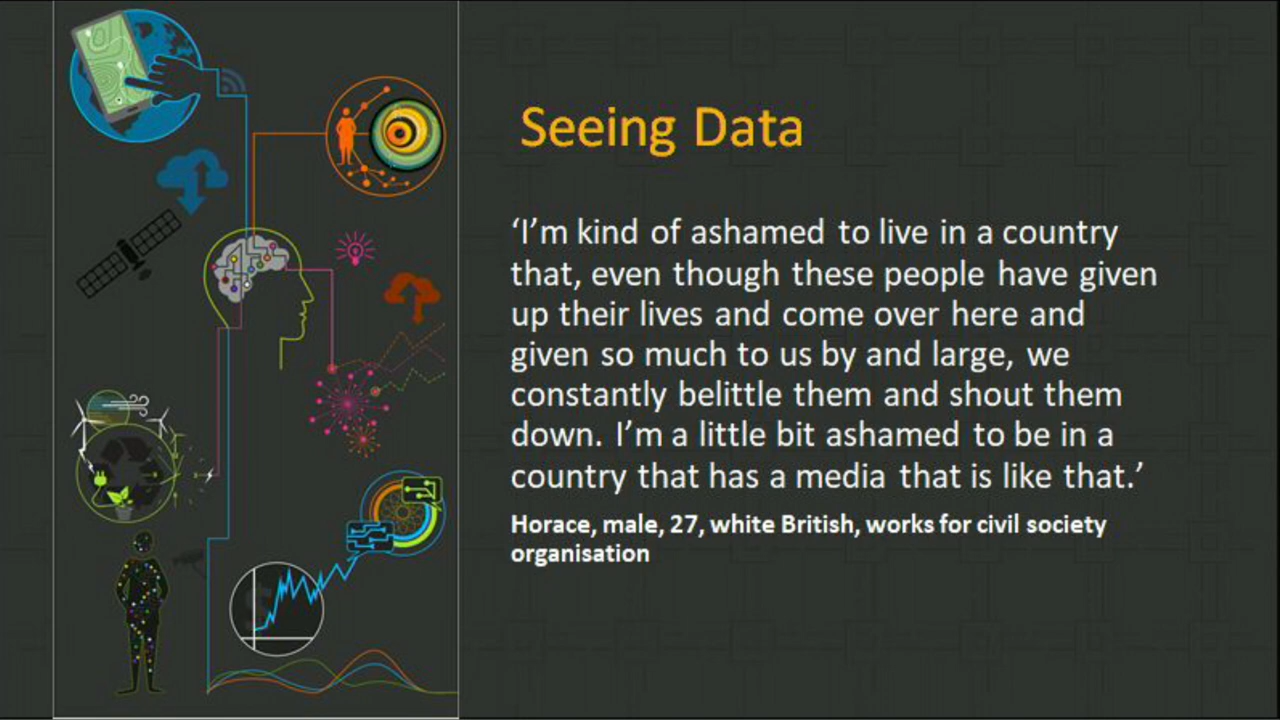 Seeing Data
‘I’m kind of ashamed to live in a country
that, even though these people have given
up their lives and come over here and
given so much to us by and large, we
constantly belittle them and shout them
down. I’m a little bit ashamed to be in a
country that has a media that is like that.’
Horace, male, 27, white British, works for civil society
organisation